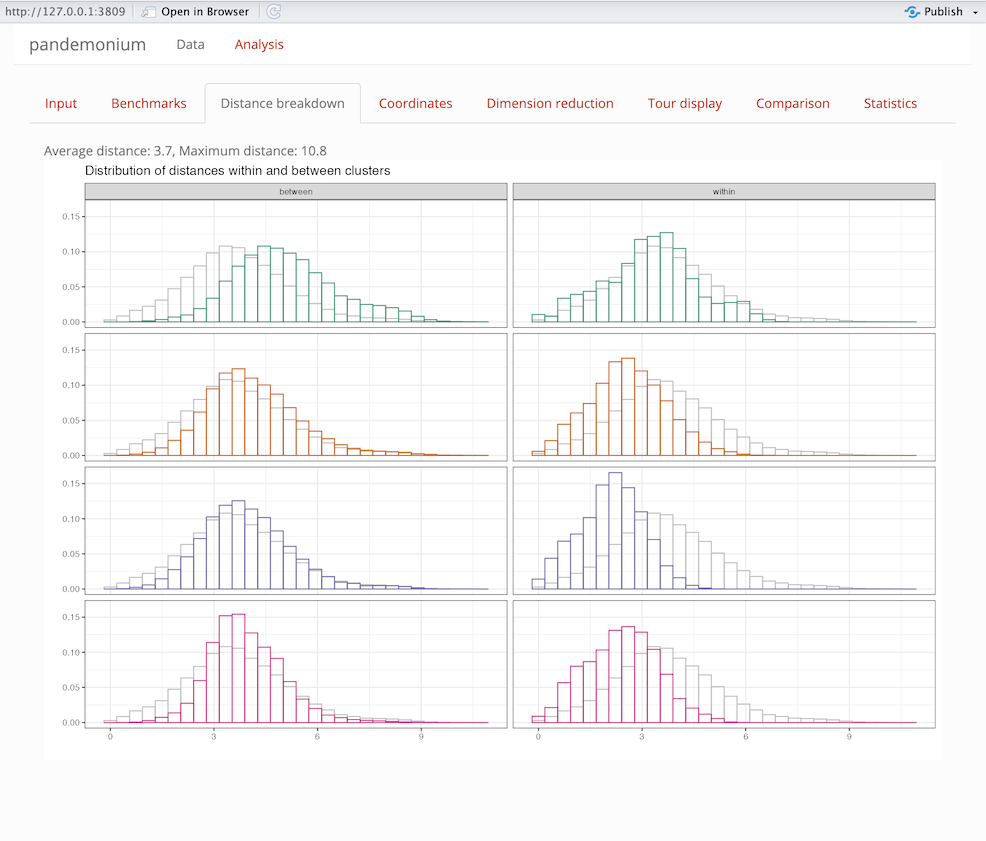 http://127.0.0.1:3809 Open in Browser Publish
pandemonium Data Analysis
Input Benchmarks Distance breakdown Coordinates Dimension reduction Tour display Comparison Statistics
Average distance: 3.7, Maximum distance: 10.8
Distribution of distances within and between clusters
between within
0.15
0.10
0.05
0.00
0.15
0.10
0.05
0.00
0.15
0.10
0.05
0.00
0.15
0.10
0.05
0.00
0 3 6 9 0 3 6 9